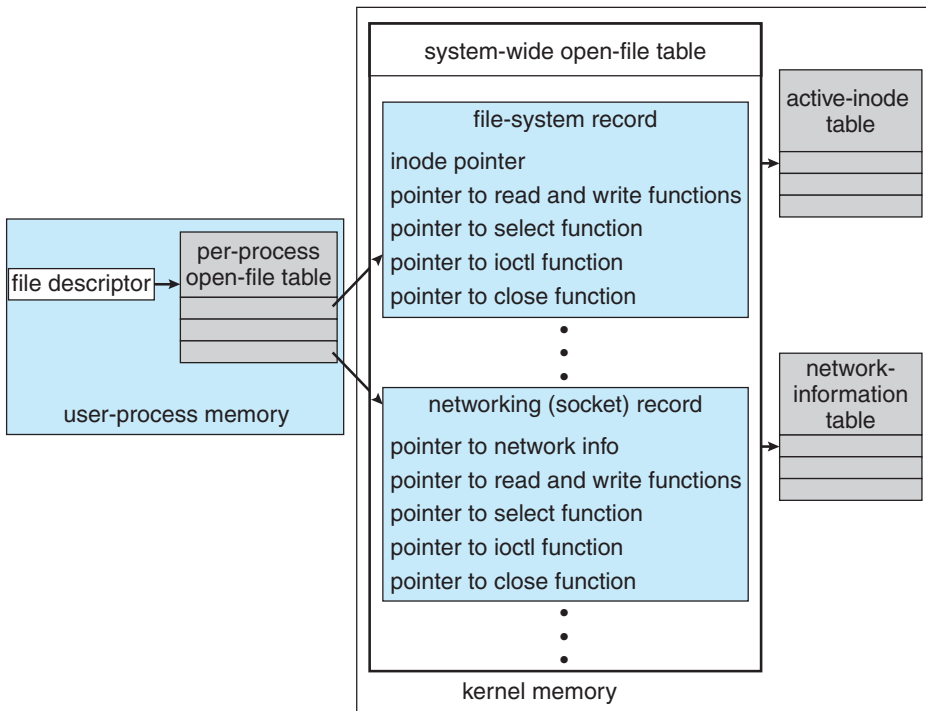 system-wide open-file table
file-system record
inode pointer
pointer to read and write functions
pointer to select function
pointer to ioctl function
pointer to close function
active-inode
table
per-process
open-file table
file descriptor
user-process memory
networking (socket) record
pointer to network info
pointer to read and write functions
pointer to select function
pointer to ioctl function
pointer to close function
network-
information
table
kernel memory